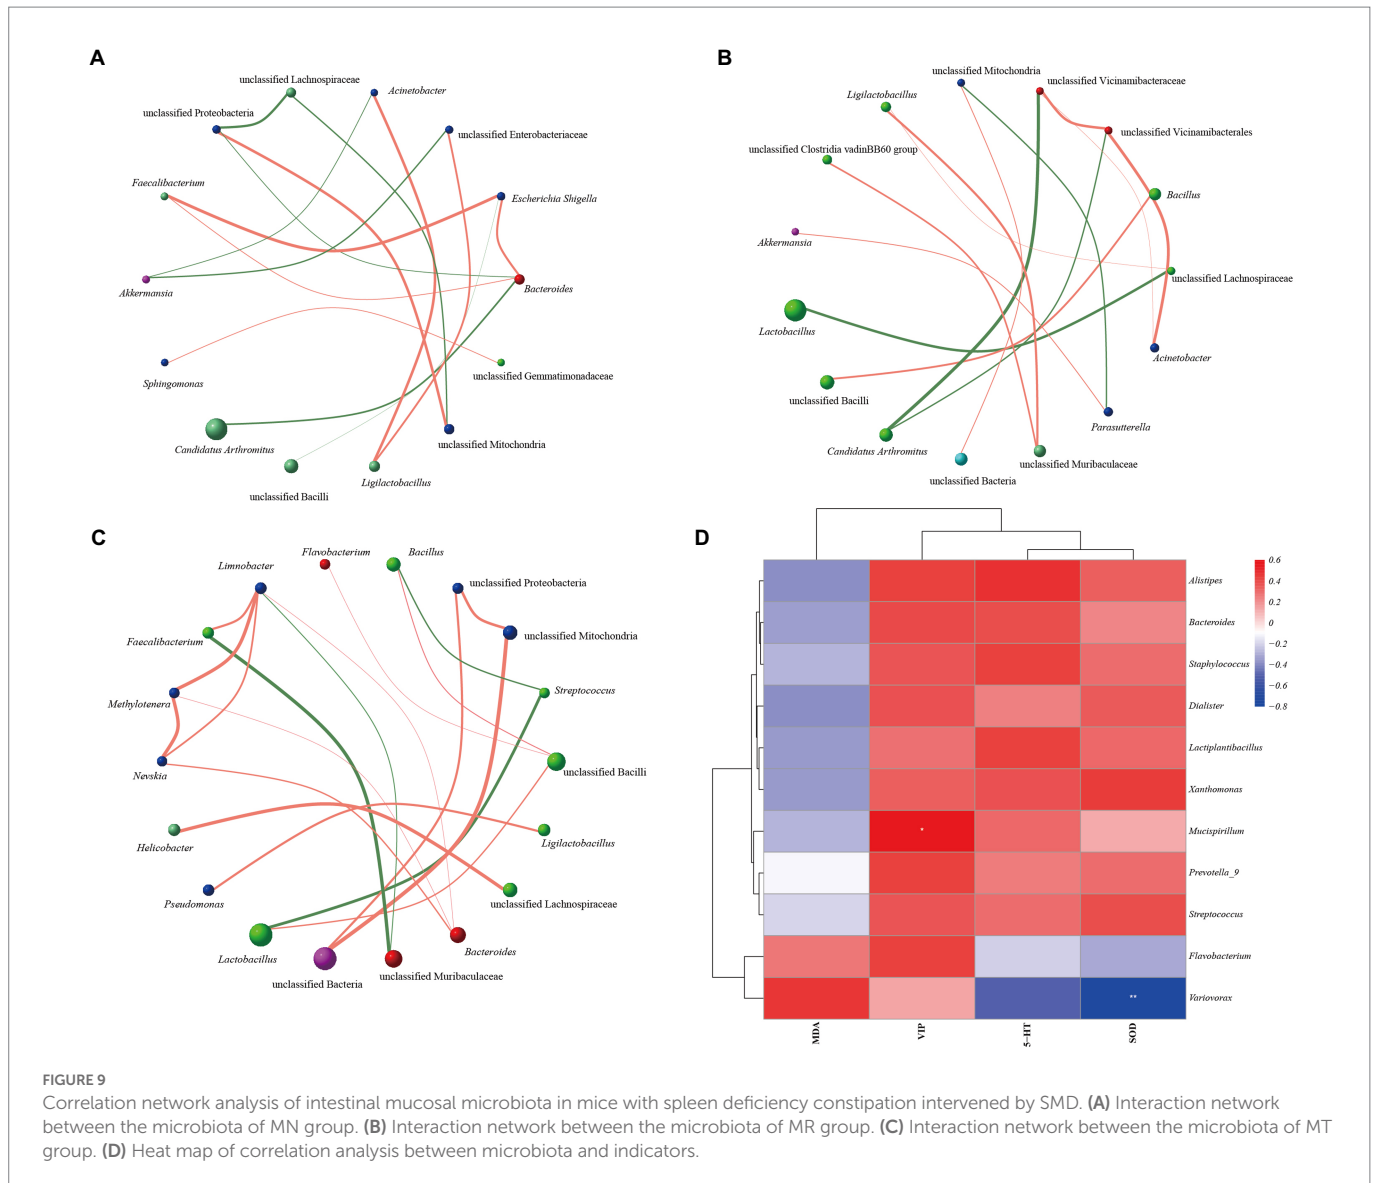 A
unclassified Lachnospiraceae
Acinetobacter
unclassified Proteobacteria
unclassified Enterobacteriaceae
Faecalibacterium
Escherichia Shigella
Akkermansia
Bacteroides
Sphingomonas
unclassified Gemmatimonadaceae
Candidatus Arthromitus
unclassified Mitochondria
unclassified Bacilli
Ligilactobacillus
B
unclassified Mitochondria
unclassified Vicinamibacteraceae
Ligilactobacillus
unclassified Vicinamibacterales
unclassified Clostridia vadinBB60 group
Bacillus
Akkermansia
unclassified Lachnospiraceae
Lactobacillus
Acinetobacter
unclassified Bacilli
Parasutterella
Candidatus Arthromitus
unclassified Muribaculaceae
unclassified Bacteria
C
Flavobacterium
Bacillus
Limnobacter
unclassified Proteobacteria
Faecalibacterium
unclassified Mitochondria
Methylotenera
Streptococcus
Nevskia
unclassified Bacilli
Helicobacter
Ligilactobacillus
Pseudomonas
unclassified Lachnospiraceae
Lactobacillus
Bacteroides
unclassified Bacteria
unclassified Muribaculaceae
D
0.6
0.4
0.2
0
−0.2
−0.4
−0.6
−0.8
Alistipes
Bacteroides
Staphylococcus
Dialister
Lactiplantibacillus
Xanthomonas
*
Mucispirillum
Prevotella_9
Streptococcus
Flavobacterium
**
Variovorax
MDA
VIP
5−HT
SOD
FIGURE 9
Correlation network analysis of intestinal mucosal microbiota in mice with spleen deficiency constipation intervened by SMD. (A) Interaction network
between the microbiota of MN group. (B) Interaction network between the microbiota of MR group. (C) Interaction network between the microbiota of MT
group. (D) Heat map of correlation analysis between microbiota and indicators.